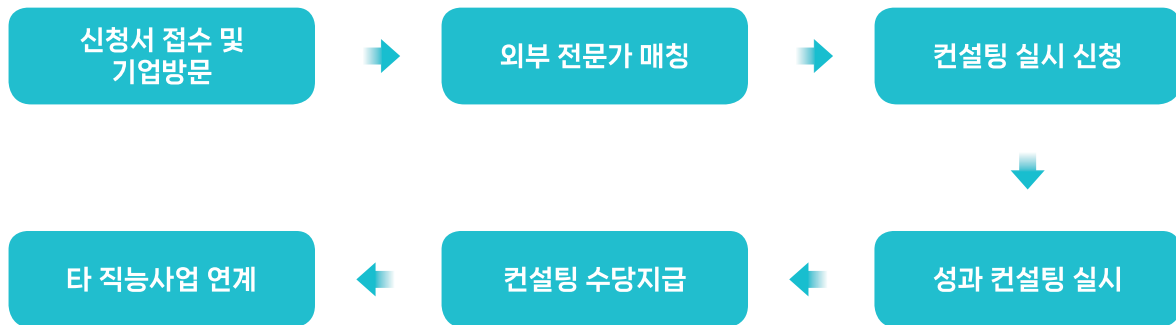 신청서 접수 및
기업방문
외부 전문가 매칭
컨설팅 실시 신청
성과 컨설팅 실시
컨설팅 수당지급
타 직능사업 연계